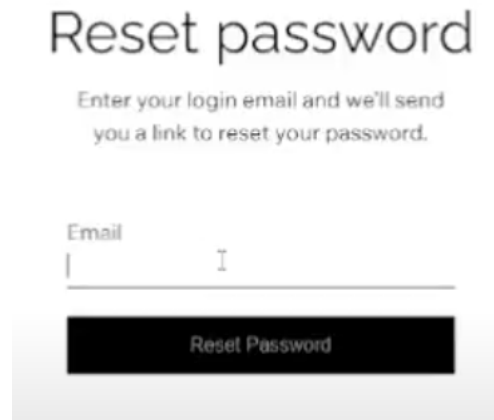 Reset password
Enter your login email and we'll send
you a link to reset your password.
Email
Reset Password